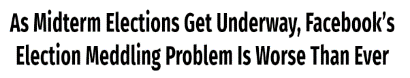 As Midterm Elections Get Underway, Facebook's
Election Meddling Problem Is Worse Than Ever